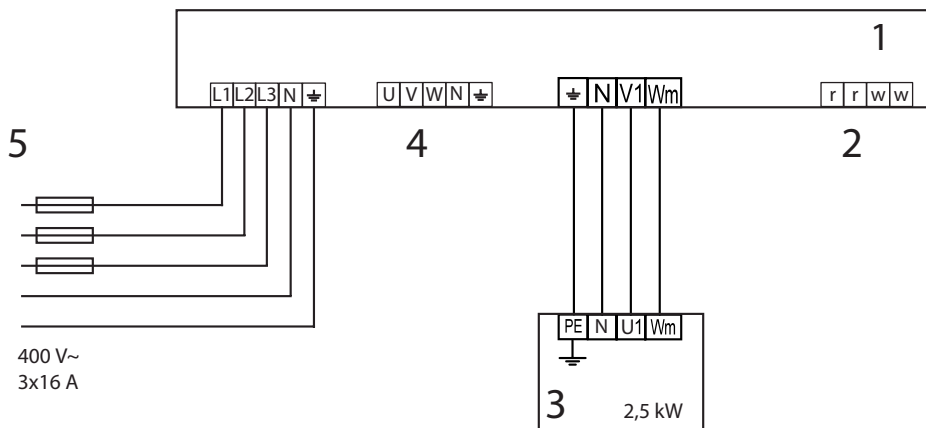 1
L1 L2 L3 N ⏚
U V W N ⏚
⏚ N V1 Wm
r r w w
5
4
2
PE N U1 Wm
400 V~
3x16 A
3
2,5 kW